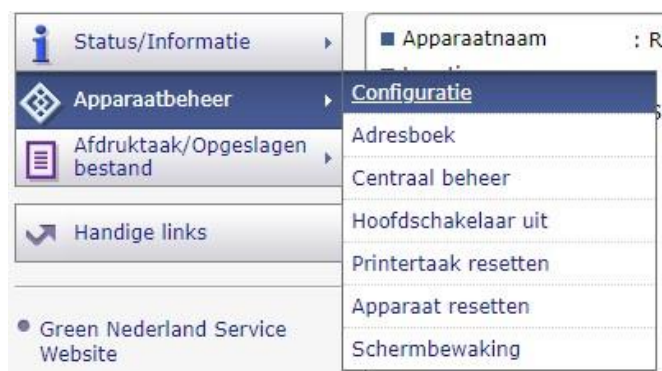 Status/Informatie
Apparaatnaam : R
Apparaatbeheer
Configuratie
Afdruktaak/Opgeslagen
bestand
Adresboek
Centraal beheer
Handige links
Hoofdschakelaar uit
Printertaak resetten
Apparaat resetten
Green Nederland Service
Website
Schermbewaking